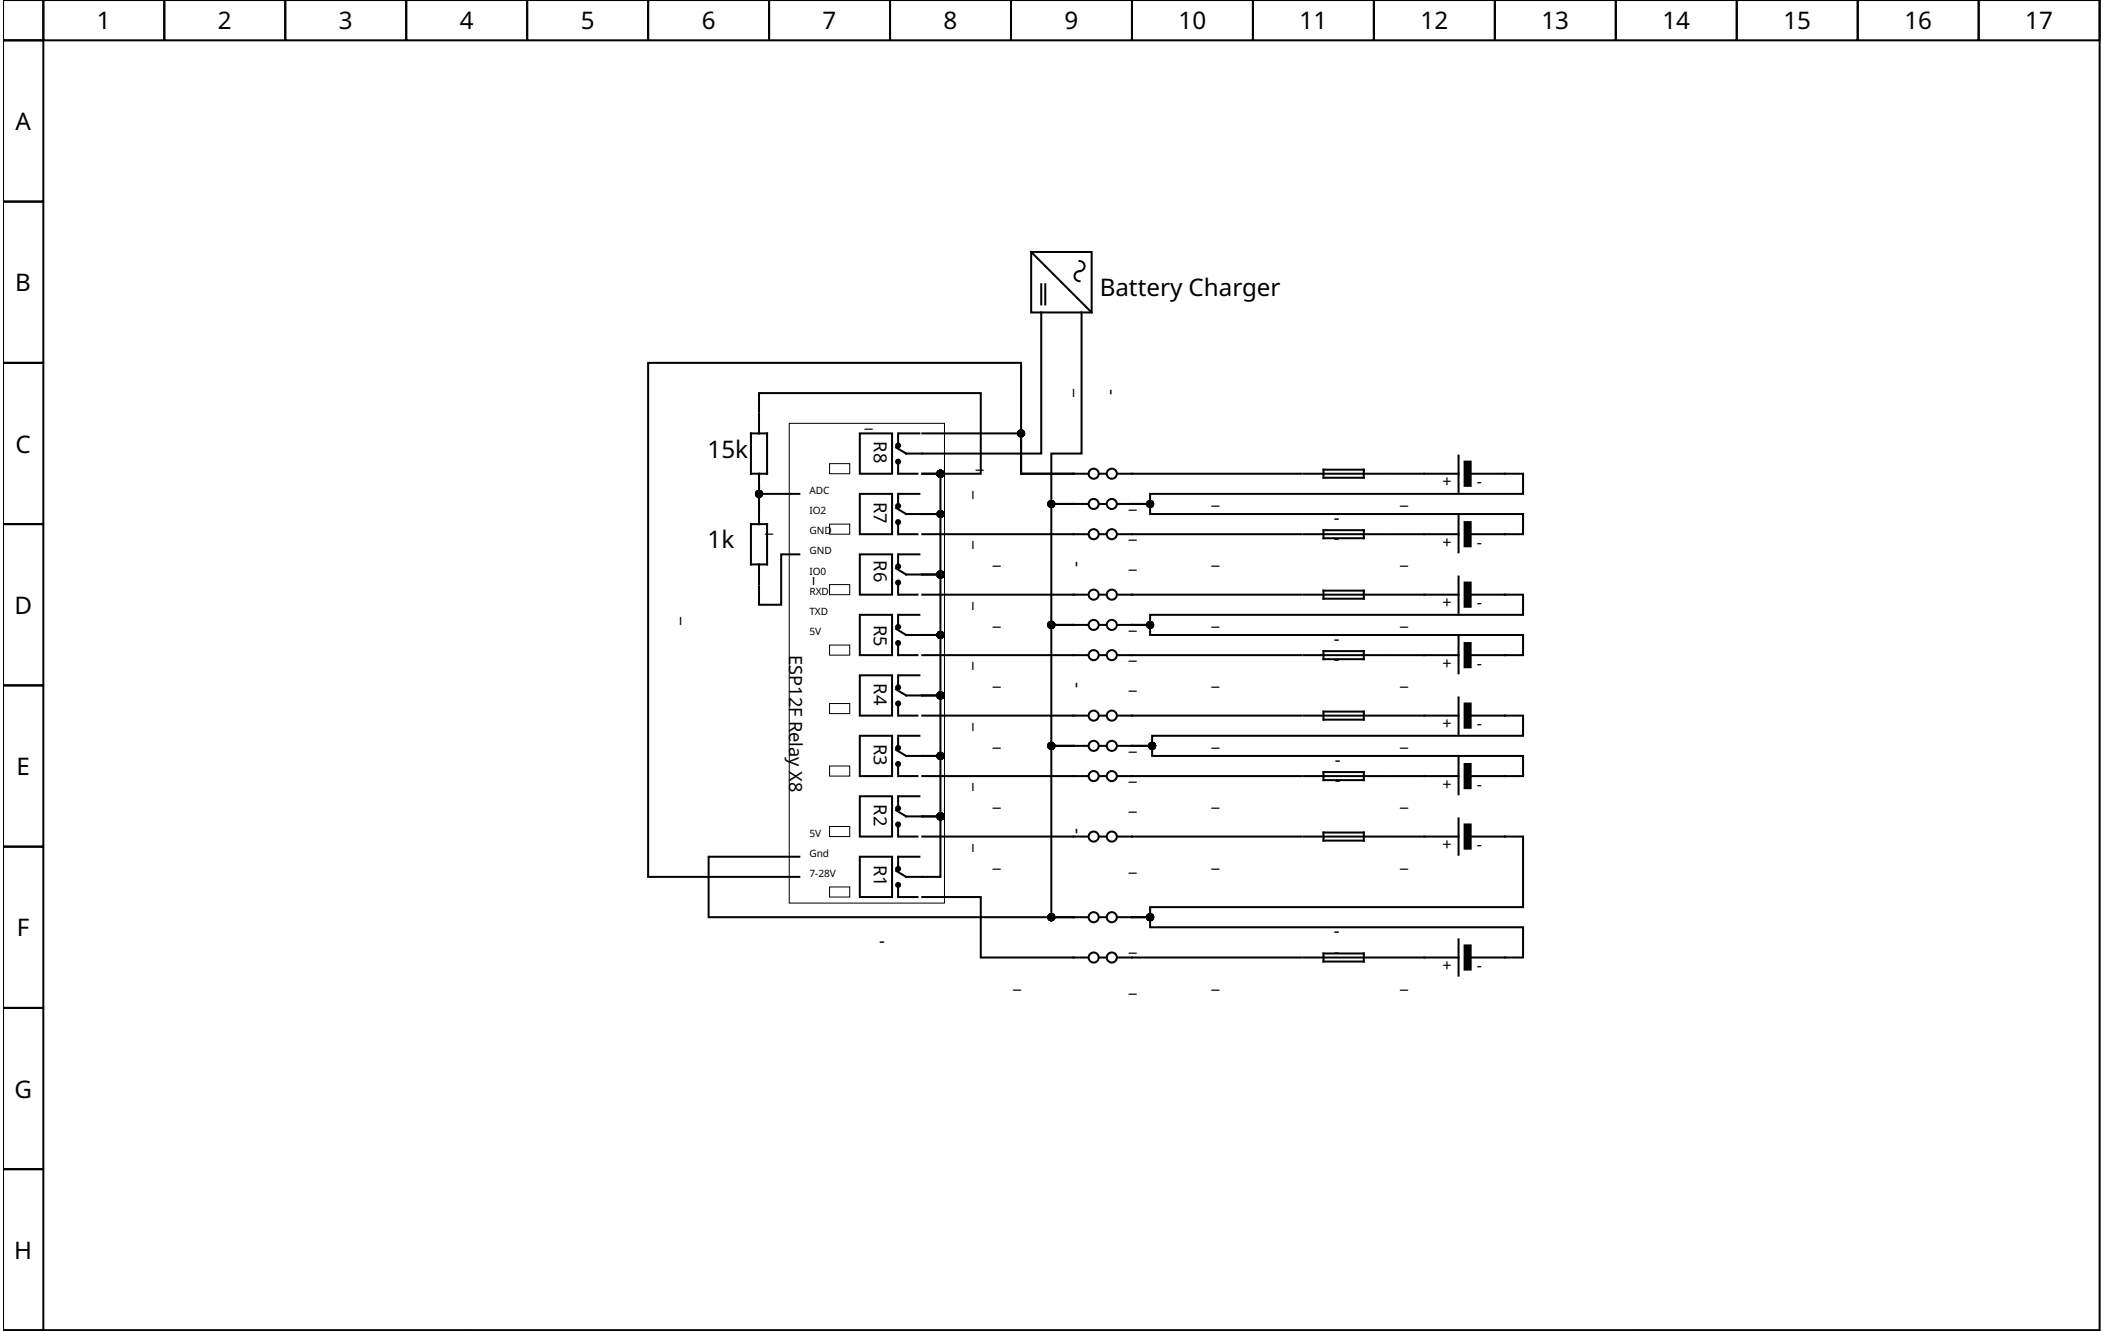 1 2 3 4 5 6 7 8 9 10 11 12 13 14 15 16 17
A
B
Battery Charger
C
15k
R8
+ -
ADC
R7
IO2
GND
1k
+ -
GND
R6
IO0
RXD
D
+ -
TXD
R5
5V
+ -
ESP12F Relay X8
R4
+ -
E
R3
+ -
R2
5V
+ -
Gnd
R1
7-28V
F
+ -
G
H